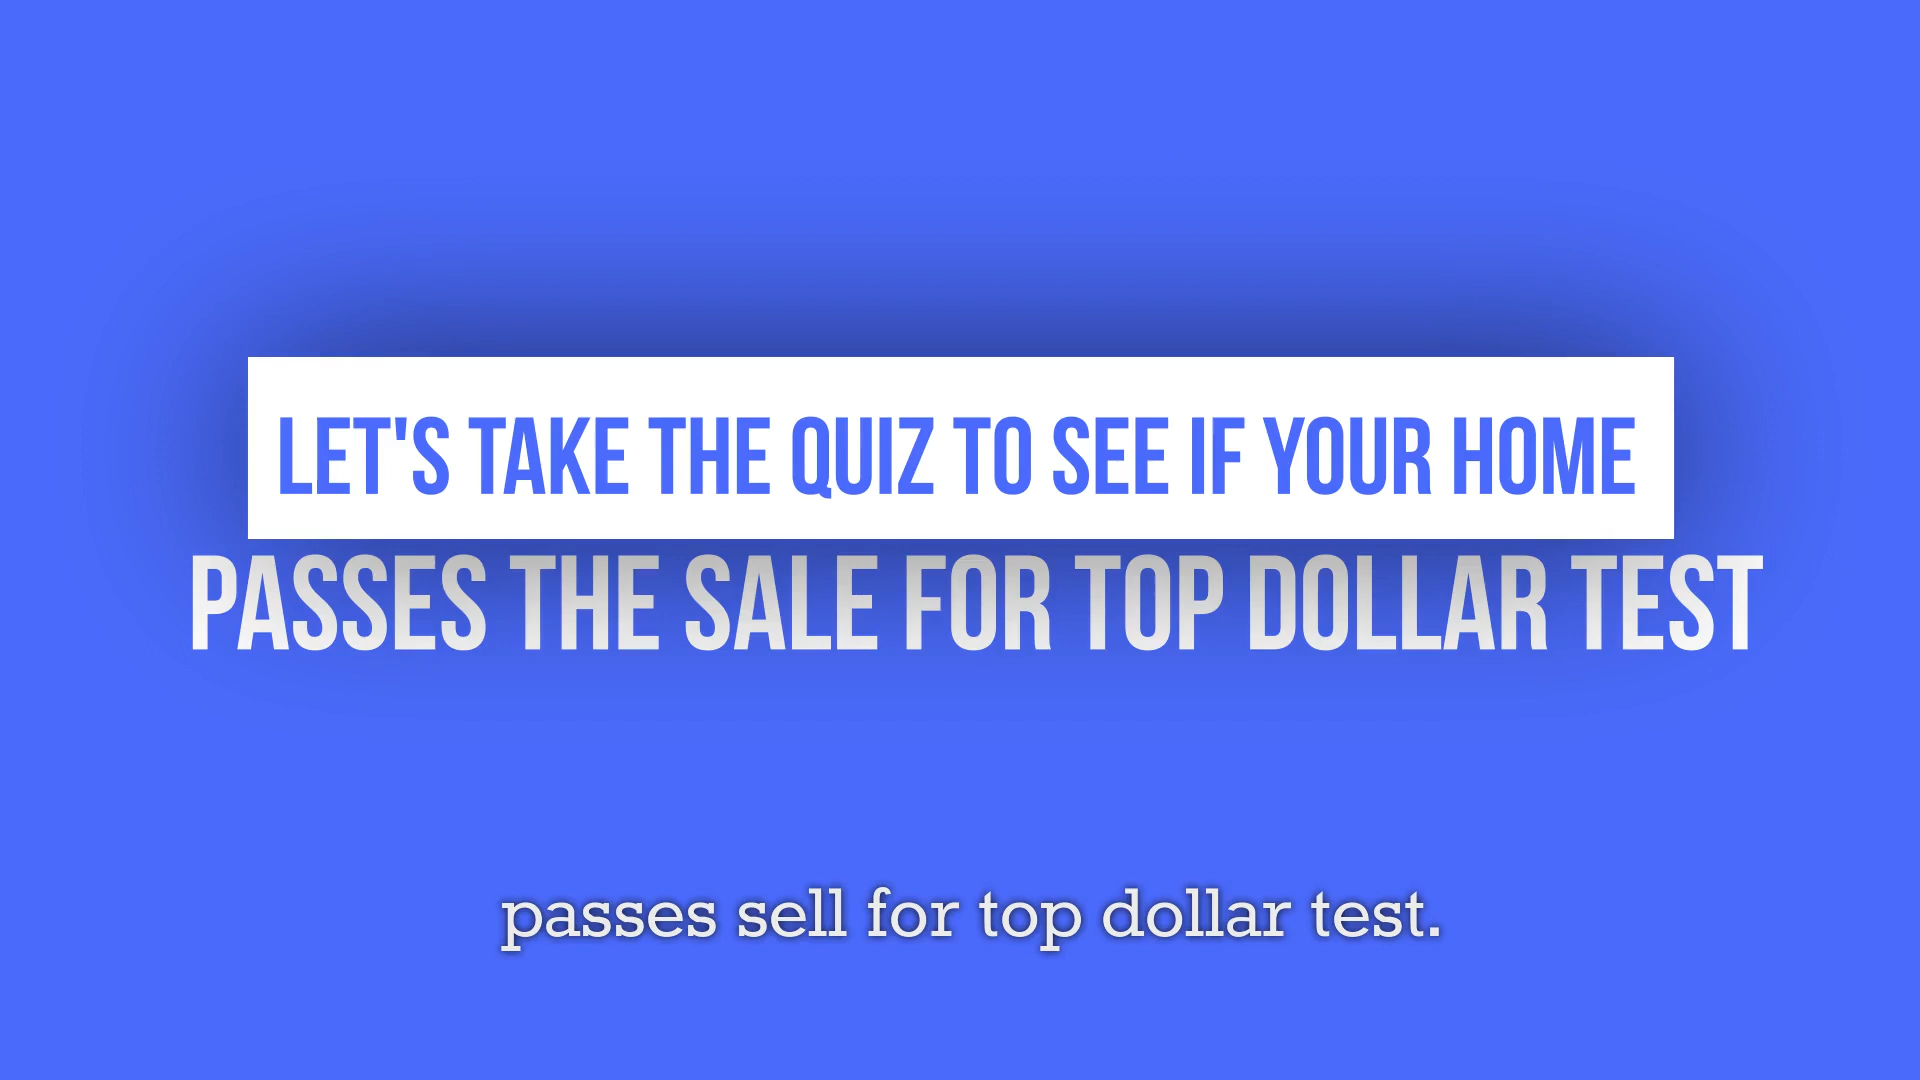 LET'S TAKE THE QUIZ TO SEE IF YOUR HOME
PASSES THE SALE FOR TOP DOLLAR TEST
passes sell for top dollar test.